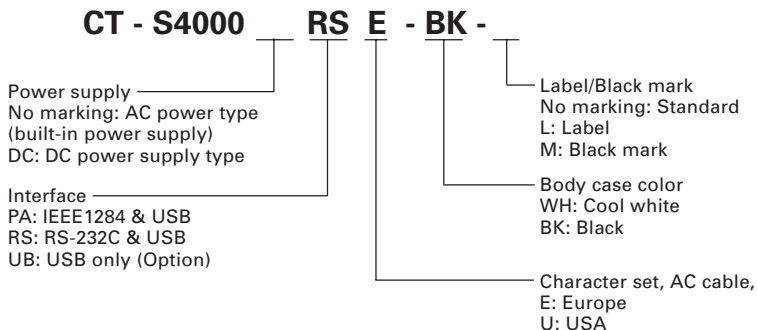 CT - S4000 __ RS E - BK - __
Power supply
No marking: AC power type
(built-in power supply)
DC: DC power supply type
Interface
PA: IEEE1284 & USB
RS: RS-232C & USB
UB: USB only (Option)
Label/Black mark
No marking: Standard
L: Label
M: Black mark
Body case color
WH: Cool white
BK: Black
Character set, AC cable,
E: Europe
U: USA